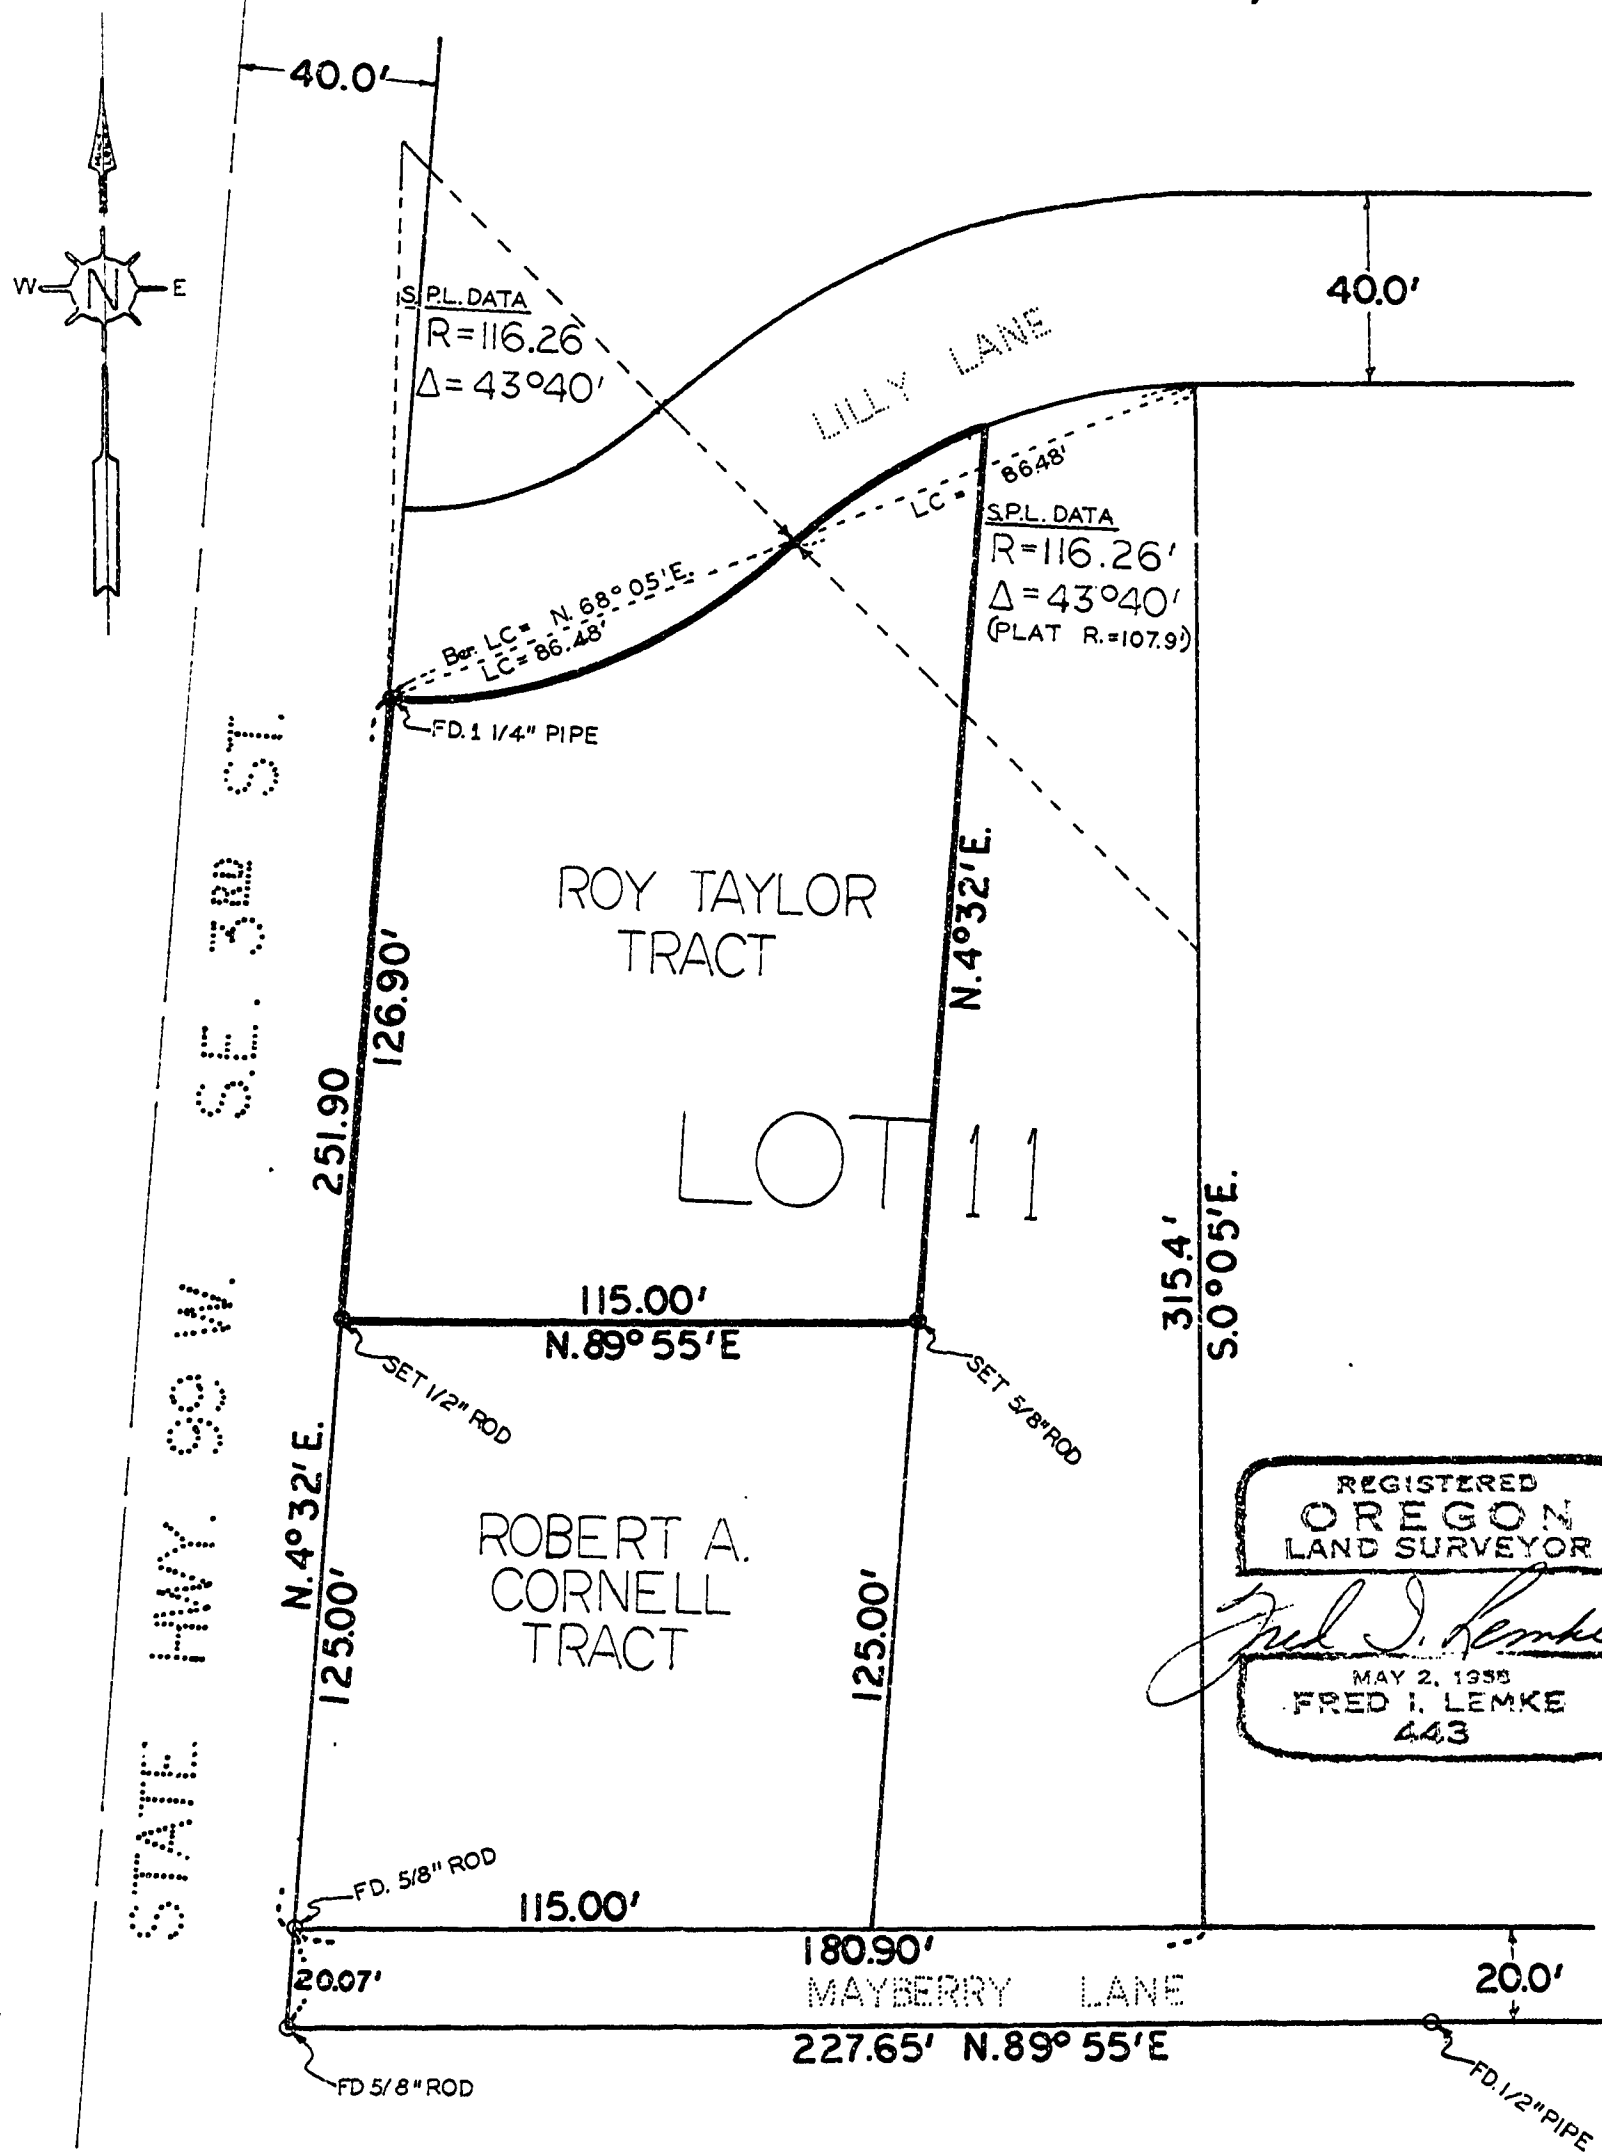 40.0'
W
N
E
S.P.L. DATA
R=116.26
Δ=43°40'
40.0'
LILLY LANE
LC = 86.48'
S.P.L. DATA
R=116.26'
Δ=43°40'
(PLAT R.=107.9')
Ber. LC= N. 68°05'E.
LC=86.48'
FD. 1 1/4" PIPE
STATE HWY. 99 W. S.E. 3RD ST.
ROY TAYLOR
TRACT
N.4°32'E.
126.90'
251.90
LOT 11
315.4'
S.0°05'E.
115.00'
N.89°55'E
SET 1/2" ROD
SET 5/8" ROD
N.4°32'E.
125.00'
ROBERT A.
CORNELL
TRACT
125.00'
REGISTERED
OREGON
LAND SURVEYOR
Fred I. Lemke
MAY 2, 1958
FRED I. LEMKE
443
FD. 5/8" ROD
115.00'
180.90'
20.07'
MAYBERRY LANE
20.0'
227.65' N.89°55'E
FD 5/8" ROD
FD. 1/2" PIPE